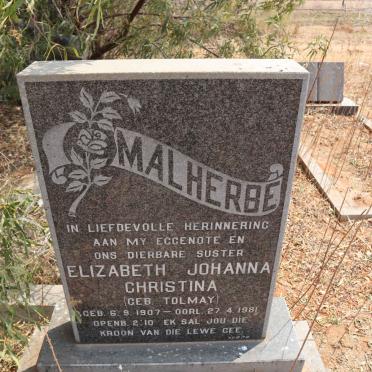 MALHERBÉ
IN LIEFDEVOLLE HERINNERING
AAN MY EGGENOTE EN
ONS DIERBARE SUSTER
ELIZABETH JOHANNA
CHRISTINA
(GEB. TOLMAY)
GEB. 6.9.1907 - OORL. 27.4.1981
OPENB. 2:10 EK SAL JOU DIE
KROON VAN DIE LEWE GEE.